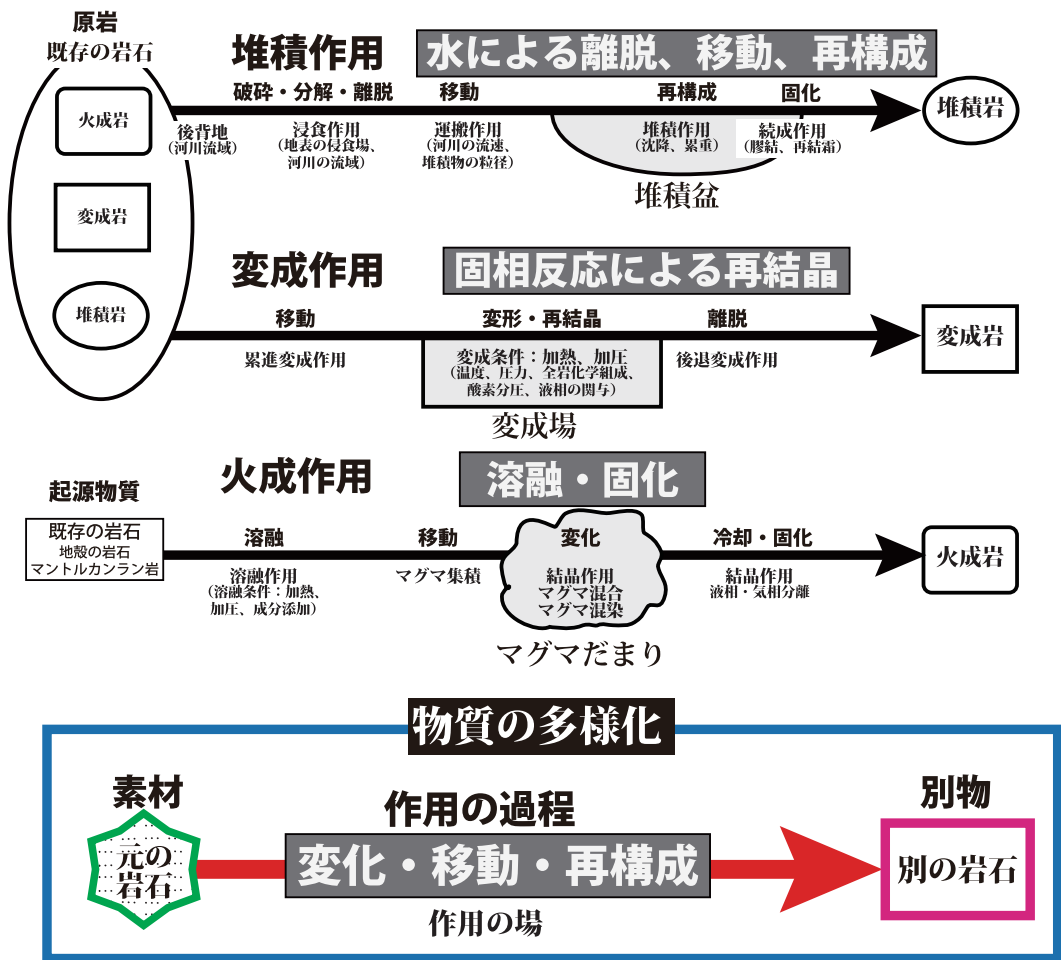 原岩
既存の岩石
火成岩
変成岩
堆積岩
堆積作用
水による離脱、移動、再構成
破砕・分解・離脱
移動
再構成
固化
後背地
（河川流域）
浸食作用
（地表の侵食場、
河川の流域）
運搬作用
（河川の流速、
堆積物の粒径）
堆積作用
（沈降、累重）
続成作用
（膠結、再結霜）
堆積盆
堆積岩
変成作用
固相反応による再結晶
移動
変形・再結晶
離脱
累進変成作用
変成条件：加熱、加圧
（温度、圧力、全岩化学組成、
酸素分圧、液相の関与）
後退変成作用
変成場
変成岩
火成作用
溶融・固化
起源物質
既存の岩石
地殻の岩石
マントルカンラン岩
溶融
移動
変化
冷却・固化
溶融作用
（溶融条件：加熱、
加圧、成分添加）
マグマ集積
結品作用
マグマ混合
マグマ混染
結品作用
液相・気相分離
マグマだまり
火成岩
物質の多様化
素材
元の
岩石
作用の過程
変化・移動・再構成
作用の場
別物
別の岩石